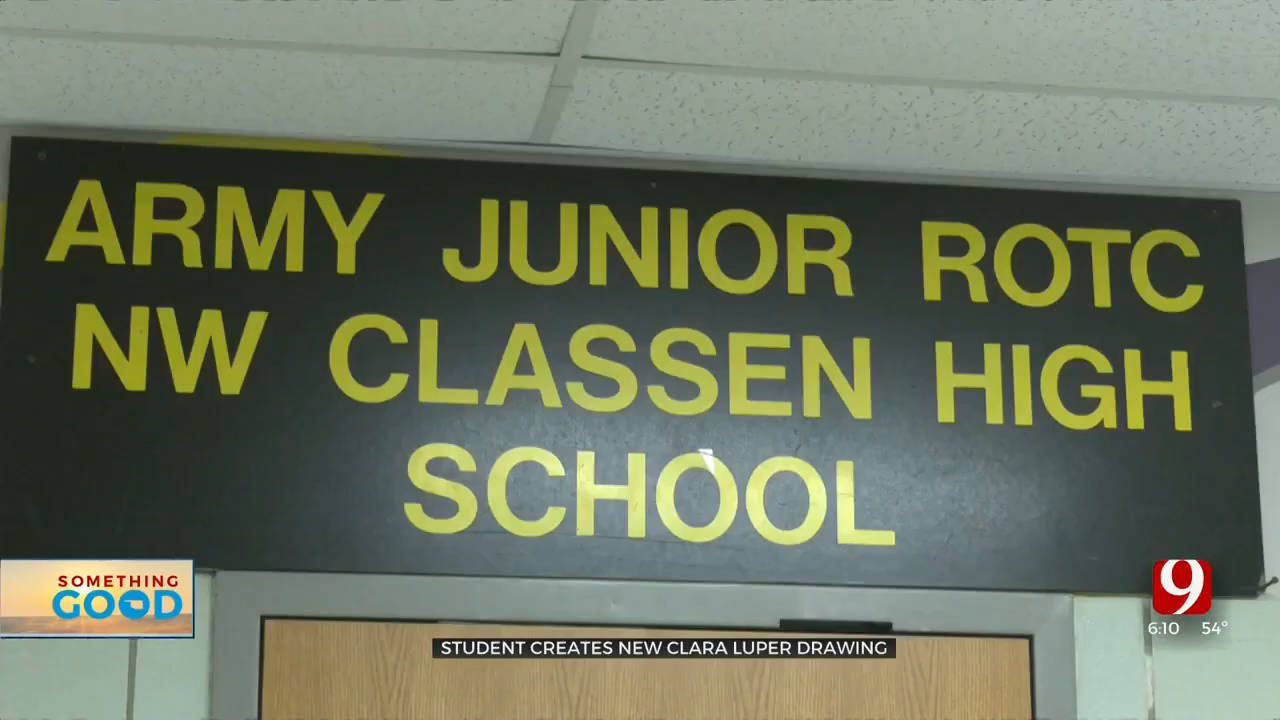 ARMY JUNIOR ROTC
NW CLASSEN HIGH
SCHOOL
SOMETHING
GOOD
9
6:10 54°
STUDENT CREATES NEW CLARA LUPER DRAWING